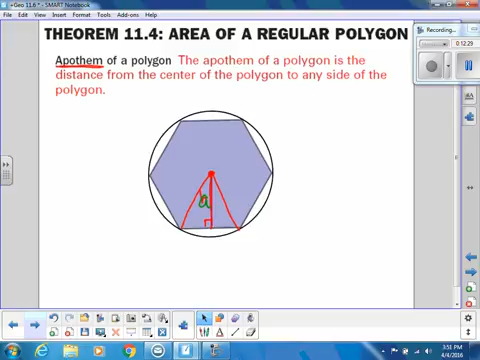 +Geo 11.6 * - SMART Notebook
File Edit View Insert Format Tools Add-ons Help
Recording...
12:29
THEOREM 11.4: AREA OF A REGULAR POLYGON
Apothem of a polygon The apothem of a polygon is the
distance from the center of the polygon to any side of the
polygon.
a
3:51 PM
4/4/2016